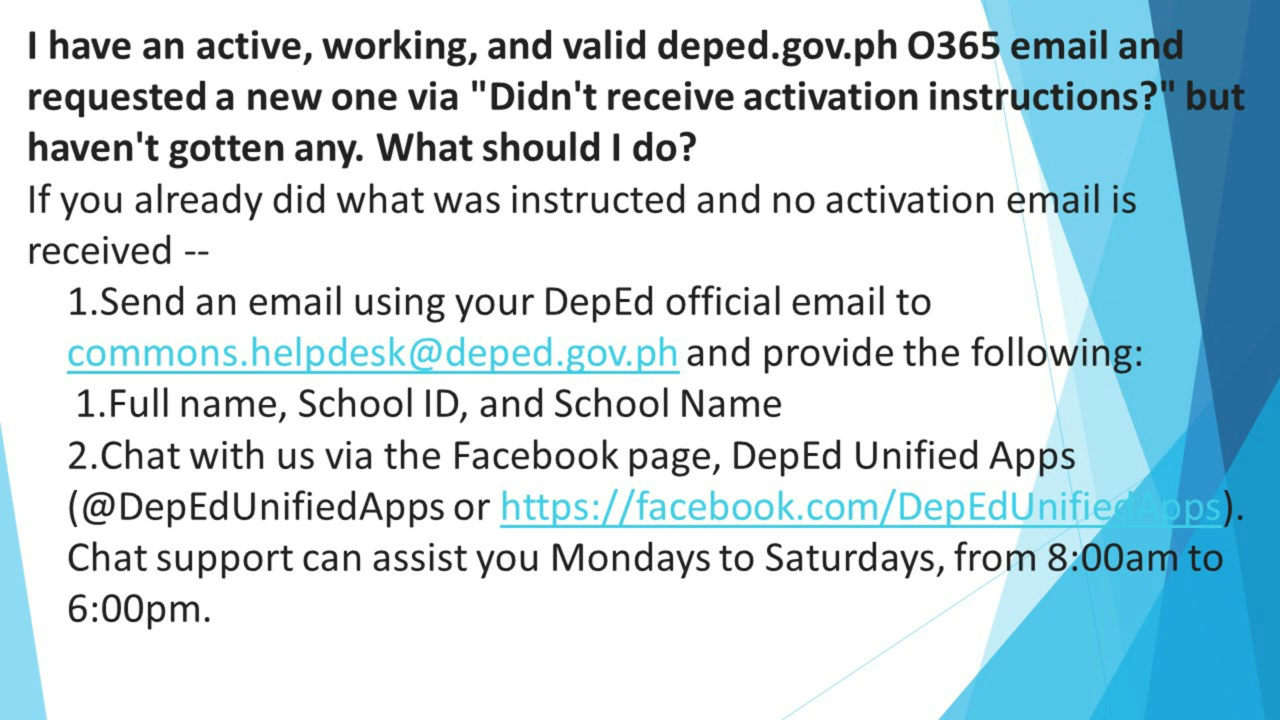 I have an active, working, and valid deped.gov.ph O365 email and
requested a new one via "Didn't receive activation instructions?" but
haven't gotten any. What should I do?
If you already did what was instructed and no activation email is
received --
1.Send an email using your DepEd official email to
commons.helpdesk@deped.gov.ph and provide the following:
1.Full name, School ID, and School Name
2.Chat with us via the Facebook page, DepEd Unified Apps
(@DepEdUnifiedApps or https://facebook.com/DepEdUnifiedApps).
Chat support can assist you Mondays to Saturdays, from 8:00am to
6:00pm.